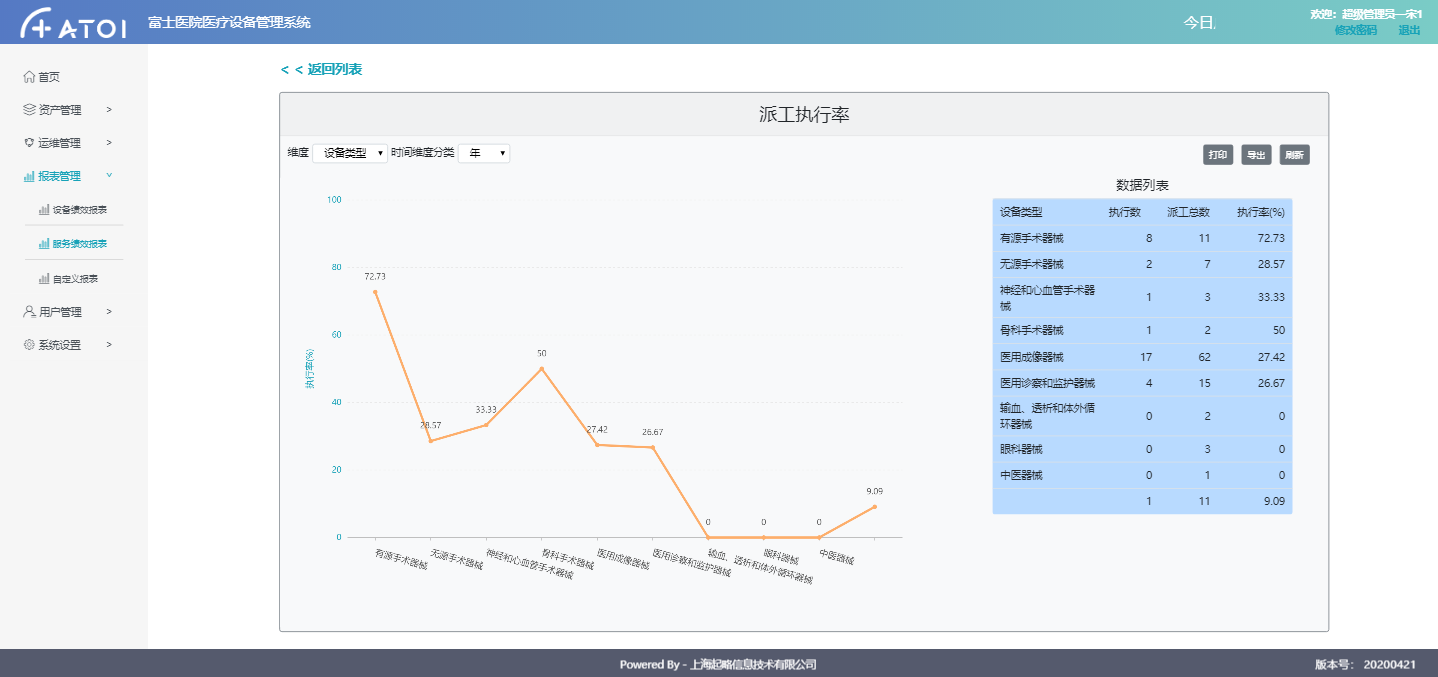 ATOI 富士医院医疗设备管理系统 今日, 欢迎: 超级管理员—宋1
修改密码 退出
首页
资产管理 >
运维管理 >
报表管理 ˅
设备绩效报表
服务绩效报表
自定义报表
用户管理 >
系统设置 >
< < 返回列表
派工执行率
维度 设备类型 ▼ 时间维度分类 年 ▼ 打印 导出 刷新
执行率(%)
100
80
60
40
20
0
72.73
28.57
33.33
50
27.42
26.67
0
0
0
9.09
有源手术器械
无源手术器械
神经和心血管手术器械
骨科手术器械
医用成像器械
医用诊察和监护器械
输血、透析和体外循环器械
眼科器械
中医器械
数据列表
设备类型 执行数 派工总数 执行率(%)
有源手术器械 8 11 72.73
无源手术器械 2 7 28.57
神经和心血管手术器
械 1 3 33.33
骨科手术器械 1 2 50
医用成像器械 17 62 27.42
医用诊察和监护器械 4 15 26.67
输血、透析和体外循
环器械 0 2 0
眼科器械 0 3 0
中医器械 0 1 0
1 11 9.09
Powered By - 上海起略信息技术有限公司 版本号: 20200421